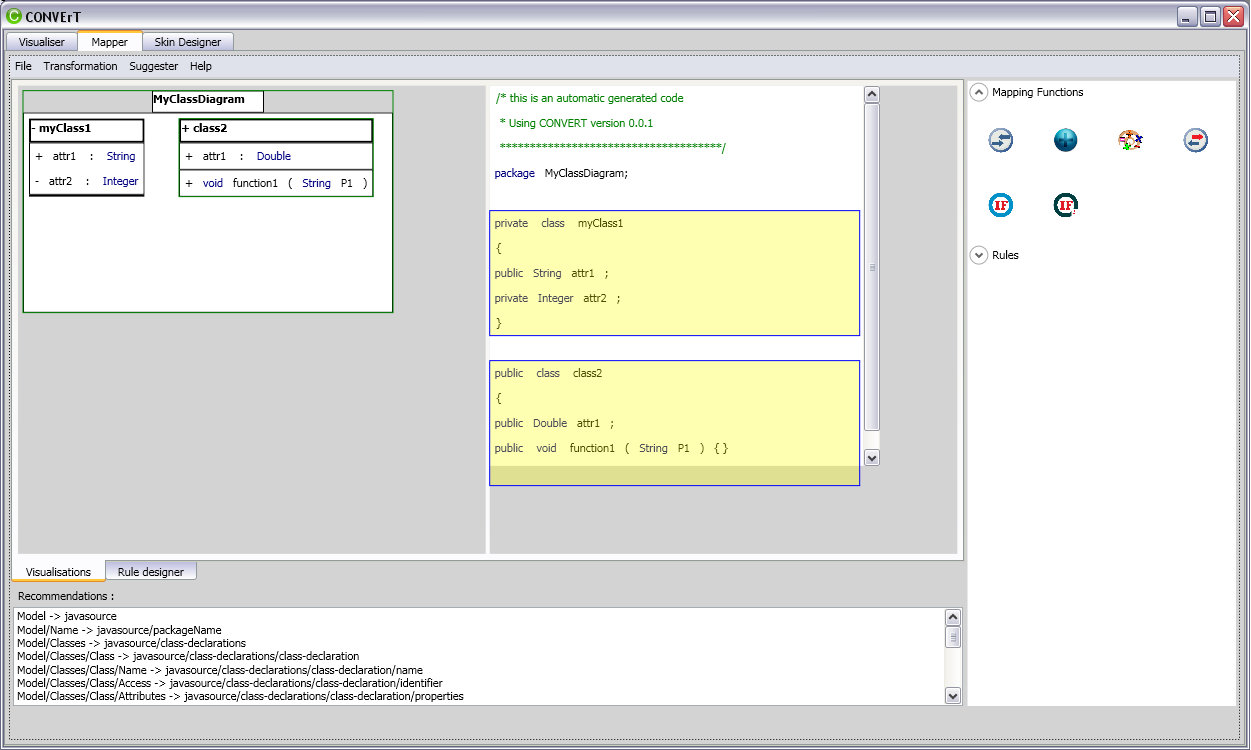 CONVErT
Visualiser Mapper Skin Designer
File Transformation Suggester Help
MyClassDiagram
- myClass1
+ attr1 : String
- attr2 : Integer
+ class2
+ attr1 : Double
+ void function1 ( String P1 )
/* this is an automatic generated code
* Using CONVERT version 0.0.1
**************************************/
package MyClassDiagram;
private class myClass1
{
public String attr1 ;
private Integer attr2 ;
}
public class class2
{
public Double attr1 ;
public void function1 ( String P1 ) { }
Mapping Functions
IF IF
Rules
Visualisations Rule designer
Recommendations :
Model -> javasource
Model/Name -> javasource/packageName
Model/Classes -> javasource/class-declarations
Model/Classes/Class -> javasource/class-declarations/class-declaration
Model/Classes/Class/Name -> javasource/class-declarations/class-declaration/name
Model/Classes/Class/Access -> javasource/class-declarations/class-declaration/identifier
Model/Classes/Class/Attributes -> javasource/class-declarations/class-declaration/properties